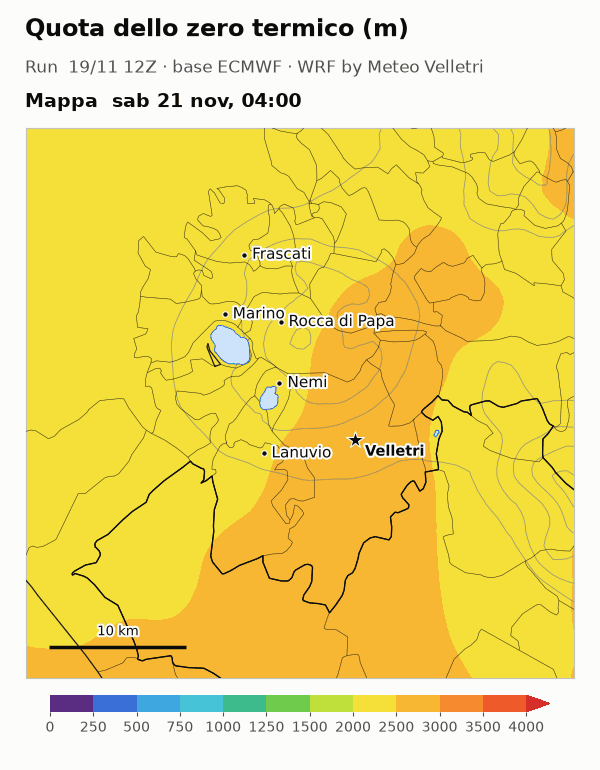 Quota dello zero termico (m)
Run  19/11 12Z · base ECMWF · WRF by Meteo Velletri
Mappa  sab 21 nov, 04:00
Frascati
Marino
Rocca di Papa
Nemi
Velletri
Lanuvio
10 km
0 250 500 750 1000 1250 1500 2000 2500 3000 3500 4000